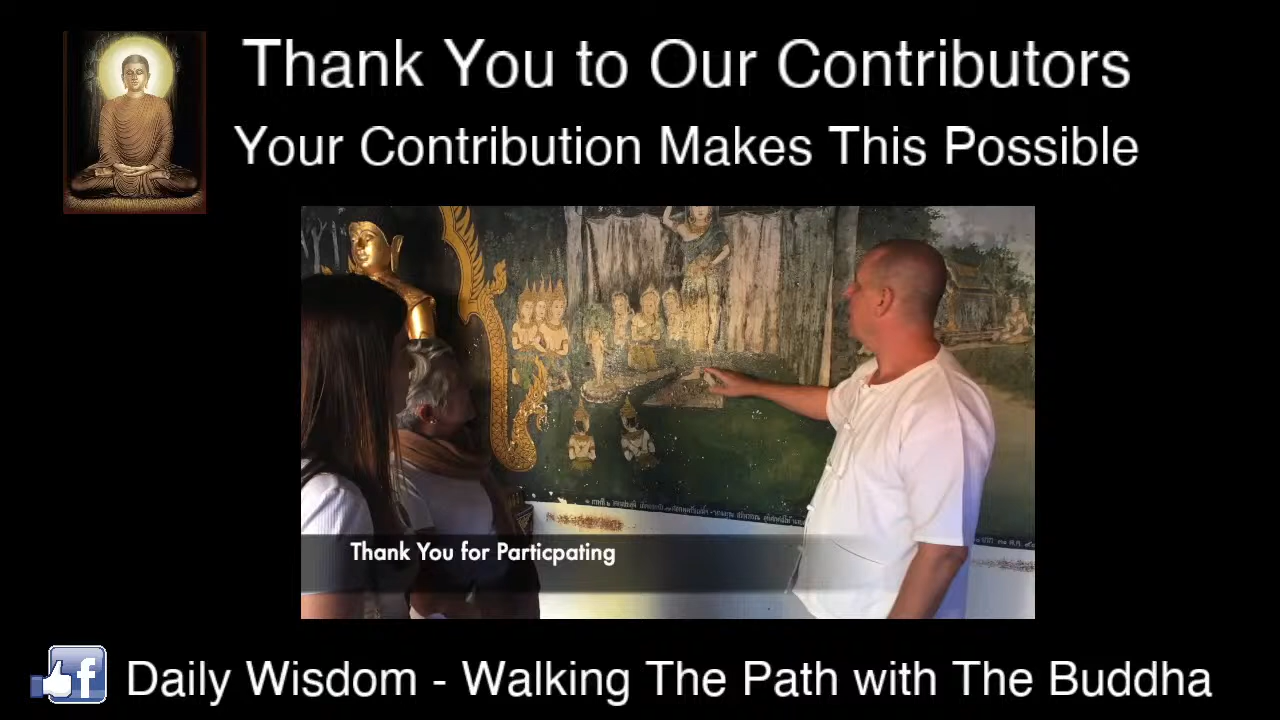 Thank You to Our Contributors
Your Contribution Makes This Possible
Thank You for Particpating
f
Daily Wisdom - Walking The Path with The Buddha